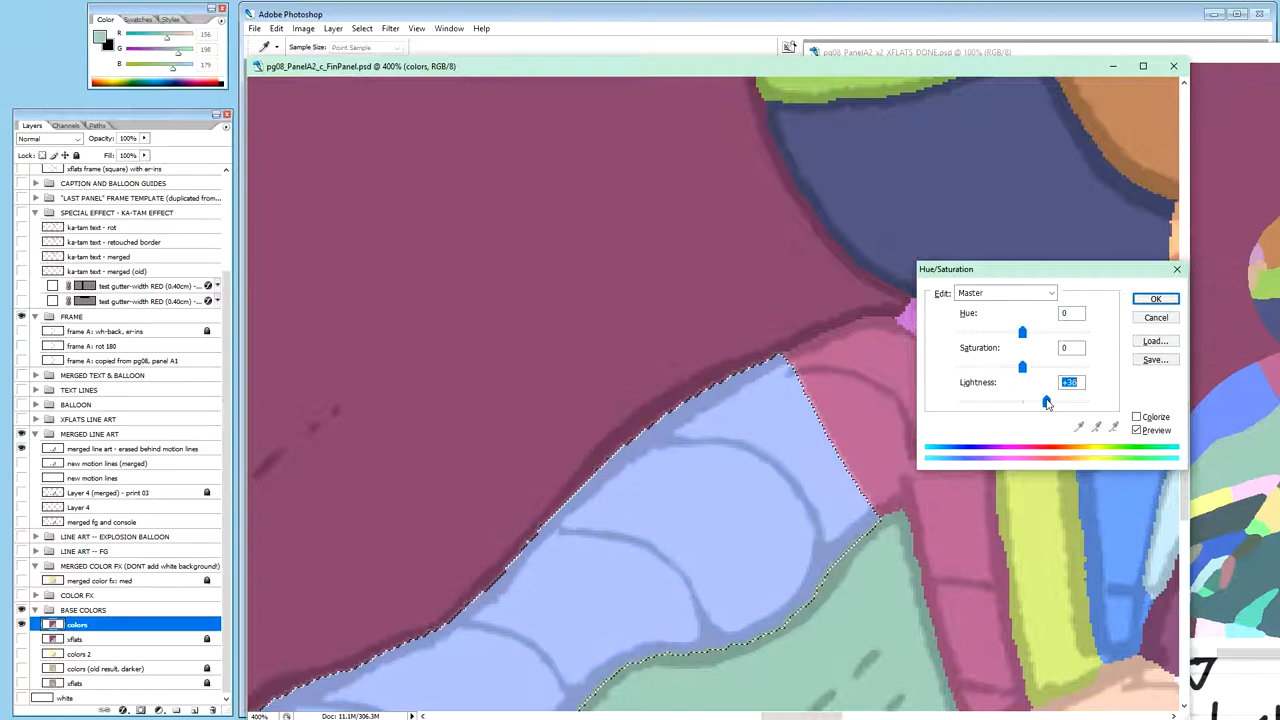 Color
Swatches
Styles
R
156
G
198
B
179
Adobe Photoshop
File
Edit
Image
Layer
Select
Filter
View
Window
Help
Sample Size:
Point Sample
pg08_PanelA2_x2_XFLATS_DONE.psd @ 100% (RGB/8)
pg08_PanelA2_c_FinPanel.psd @ 400% (colors, RGB/8)
Layers
Channels
Paths
Normal
Opacity:
100%
Lock:
Fill:
100%
xflats frame (square) with er-ins
CAPTION AND BALLOON GUIDES
"LAST PANEL" FRAME TEMPLATE (duplicated from...
SPECIAL EFFECT - KA-TAM EFFECT
ka-tam text - rot
ka-tam text - retouched border
ka-tam text - merged
ka-tam text - merged (old)
test gutter-width RED (0.40cm) -...
test gutter-width RED (0.40cm) -...
FRAME
frame A: wh-back, er-ins
frame A: rot 180
frame A: copied from pg08, panel A1
MERGED TEXT & BALLOON
TEXT LINES
BALLOON
XFLATS LINE ART
MERGED LINE ART
merged line art - erased behind motion lines
new motion lines (merged)
new motion lines
Layer 4 (merged) - print 03
Layer 4
merged fg and console
LINE ART -- EXPLOSION BALLOON
LINE ART -- FG
MERGED COLOR FX (DONT add white background!)
merged color fx: med
COLOR FX
BASE COLORS
colors
xflats
colors 2
colors (old result, darker)
xflats
white
Hue/Saturation
Edit:
Master
Hue:
0
Saturation:
0
Lightness:
+36
OK
Cancel
Load...
Save...
Colorize
Preview
400%
Doc: 11.1M/306.3M